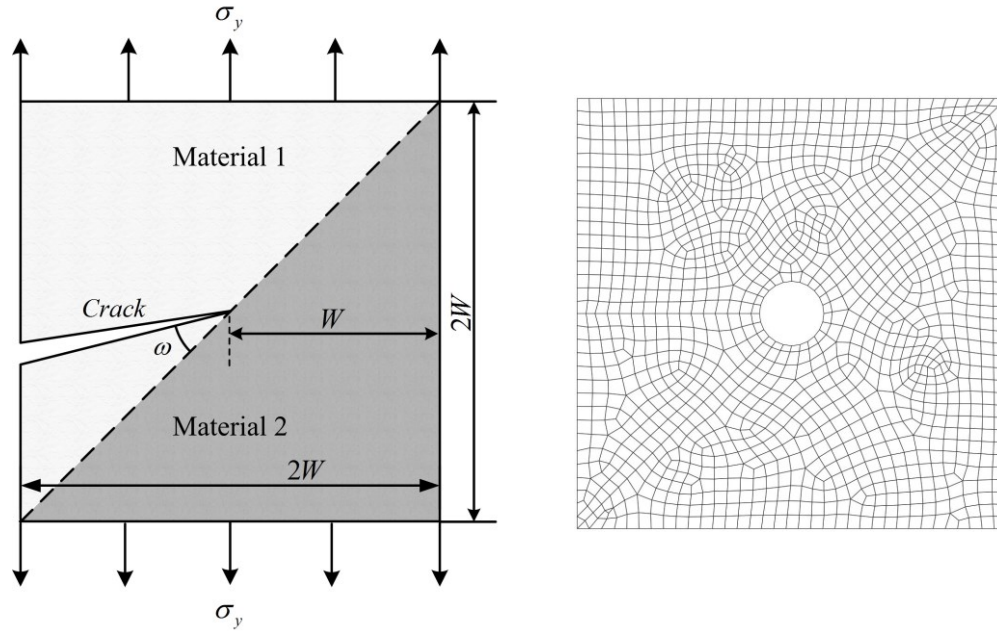 σ_y
Material 1
Crack
ω
W
2W
Material 2
2W
σ_y